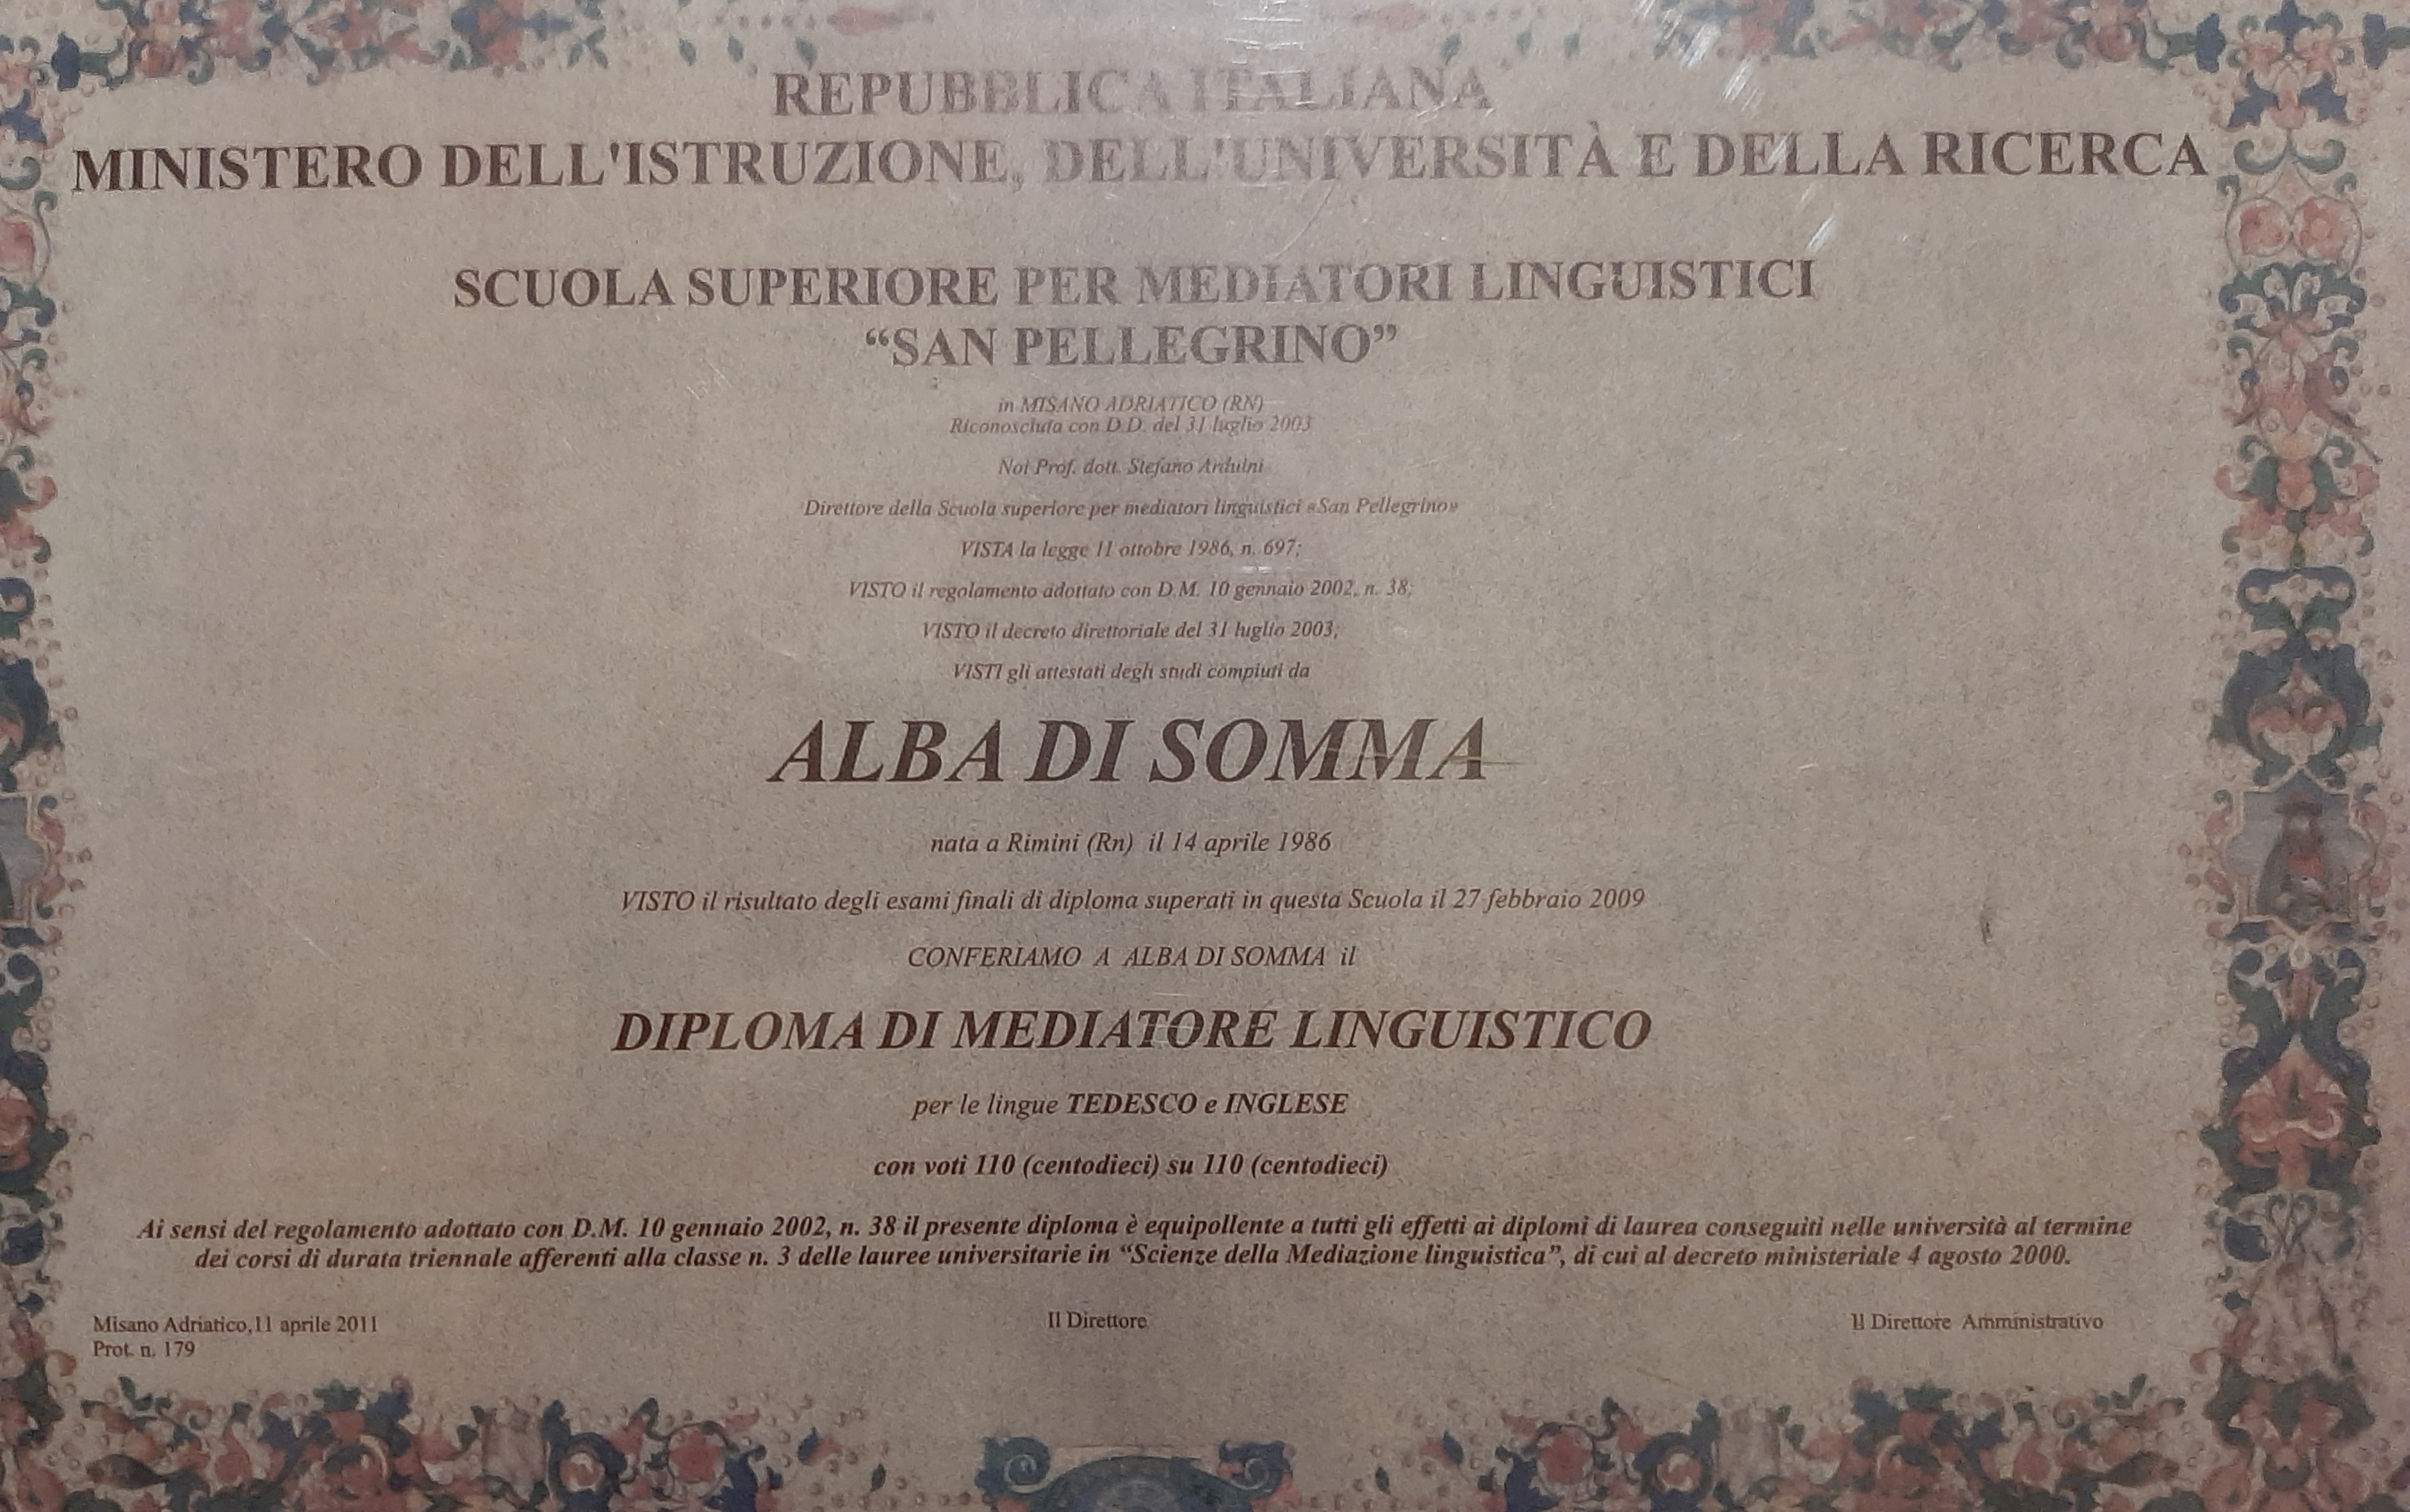 REPUBBLICA ITALIANA
MINISTERO DELL'ISTRUZIONE, DELL'UNIVERSITÀ E DELLA RICERCA
SCUOLA SUPERIORE PER MEDIATORI LINGUISTICI
“SAN PELLEGRINO”
in MISANO ADRIATICO (RN)
Riconosciuta con D.D. del 31 luglio 2003
Noi Prof. dott. Stefano Arduini
Direttore della Scuola superiore per mediatori linguistici «San Pellegrino»
VISTA la legge 11 ottobre 1986, n. 697;
VISTO il regolamento adottato con D.M. 10 gennaio 2002, n. 38;
VISTO il decreto direttoriale del 31 luglio 2003;
VISTI gli attestati degli studi compiuti da
ALBA DI SOMMA
nata a Rimini (Rn) il 14 aprile 1986
VISTO il risultato degli esami finali di diploma superati in questa Scuola il 27 febbraio 2009
CONFERIAMO A ALBA DI SOMMA il
DIPLOMA DI MEDIATORE LINGUISTICO
per le lingue TEDESCO e INGLESE
con voti 110 (centodieci) su 110 (centodieci)
Ai sensi del regolamento adottato con D.M. 10 gennaio 2002, n. 38 il presente diploma è equipollente a tutti gli effetti ai diplomi di laurea conseguiti nelle università al termine
dei corsi di durata triennale afferenti alla classe n. 3 delle lauree universitarie in “Scienze della Mediazione linguistica”, di cui al decreto ministeriale 4 agosto 2000.
Misano Adriatico,11 aprile 2011
Prot. n. 179
Il Direttore
Il Direttore Amministrativo